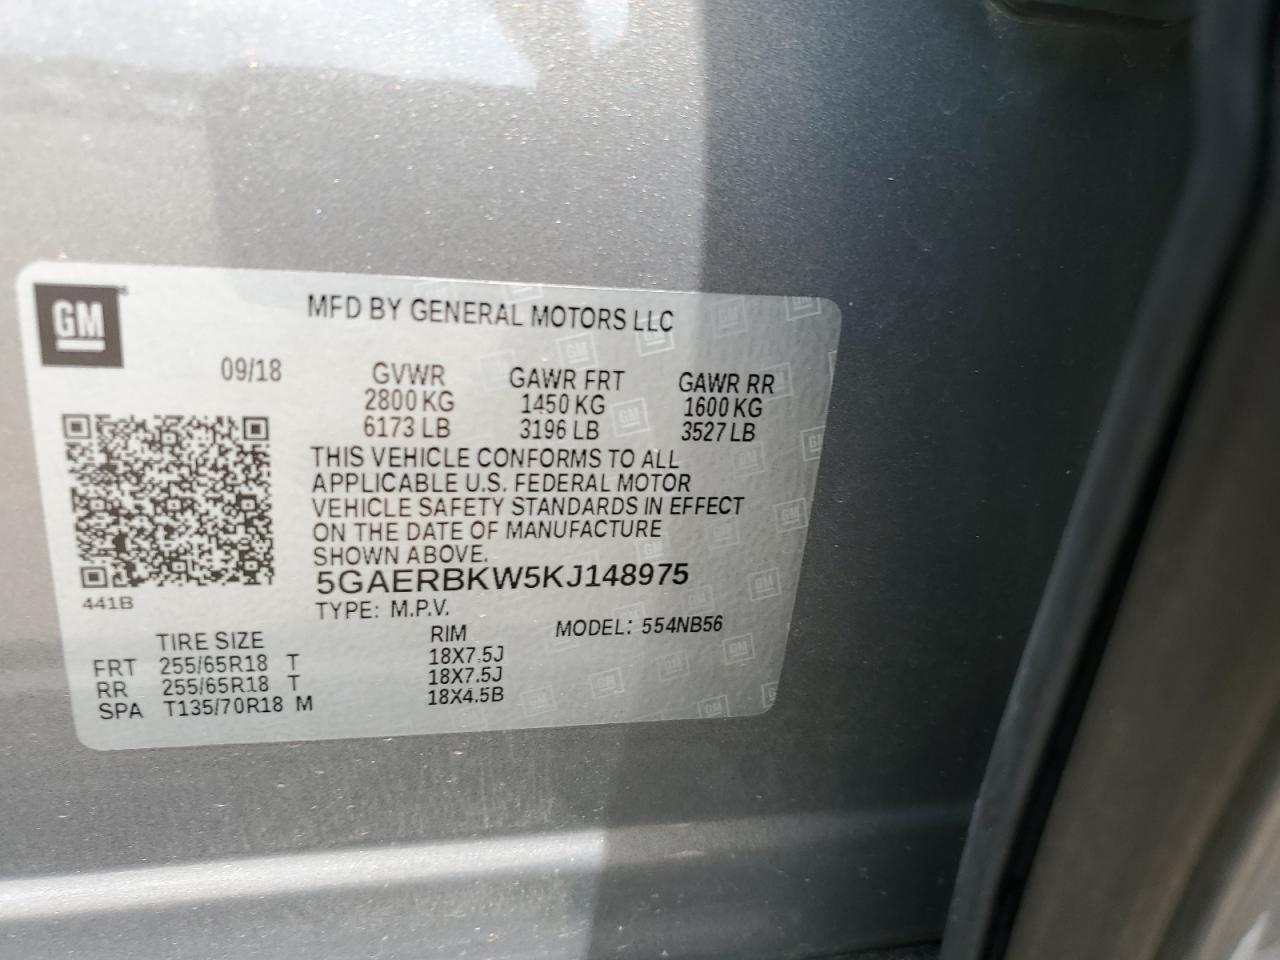 GM
MFD BY GENERAL MOTORS LLC
09/18
GVWR GAWR FRT GAWR RR
2800 KG 1450 KG 1600 KG
6173 LB 3196 LB 3527 LB
THIS VEHICLE CONFORMS TO ALL
APPLICABLE U.S. FEDERAL MOTOR
VEHICLE SAFETY STANDARDS IN EFFECT
ON THE DATE OF MANUFACTURE
SHOWN ABOVE.
5GAERBKW5KJ148975
441B
TYPE: M.P.V.
MODEL: 554NB56
TIRE SIZE RIM
FRT 255/65R18 T 18X7.5J
RR 255/65R18 T 18X7.5J
SPA T135/70R18 M 18X4.5B